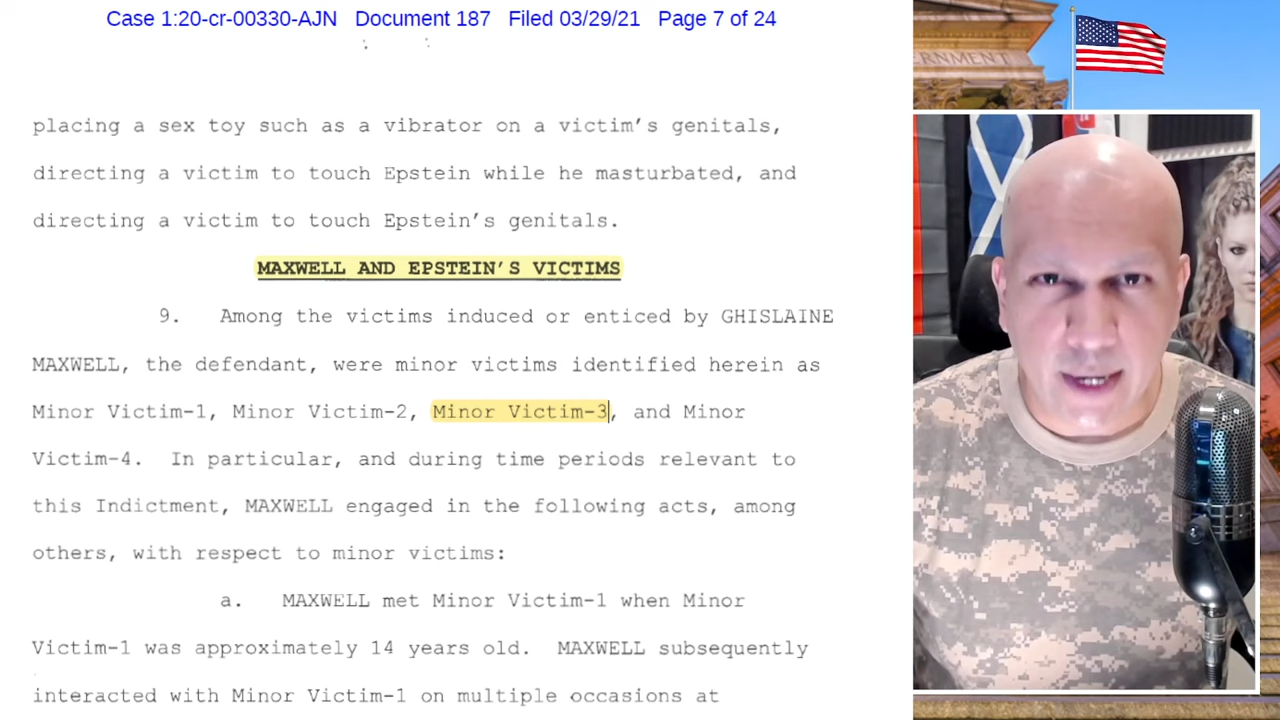 Case 1:20-cr-00330-AJN Document 187 Filed 03/29/21 Page 7 of 24
RNMENT
placing a sex toy such as a vibrator on a victim's genitals,
directing a victim to touch Epstein while he masturbated, and
directing a victim to touch Epstein's genitals.
MAXWELL AND EPSTEIN'S VICTIMS
9. Among the victims induced or enticed by GHISLAINE
MAXWELL, the defendant, were minor victims identified herein as
Minor Victim-1, Minor Victim-2, Minor Victim-3, and Minor
Victim-4. In particular, and during time periods relevant to
this Indictment, MAXWELL engaged in the following acts, among
others, with respect to minor victims:
a. MAXWELL met Minor Victim-1 when Minor
Victim-1 was approximately 14 years old. MAXWELL subsequently
interacted with Minor Victim-1 on multiple occasions at